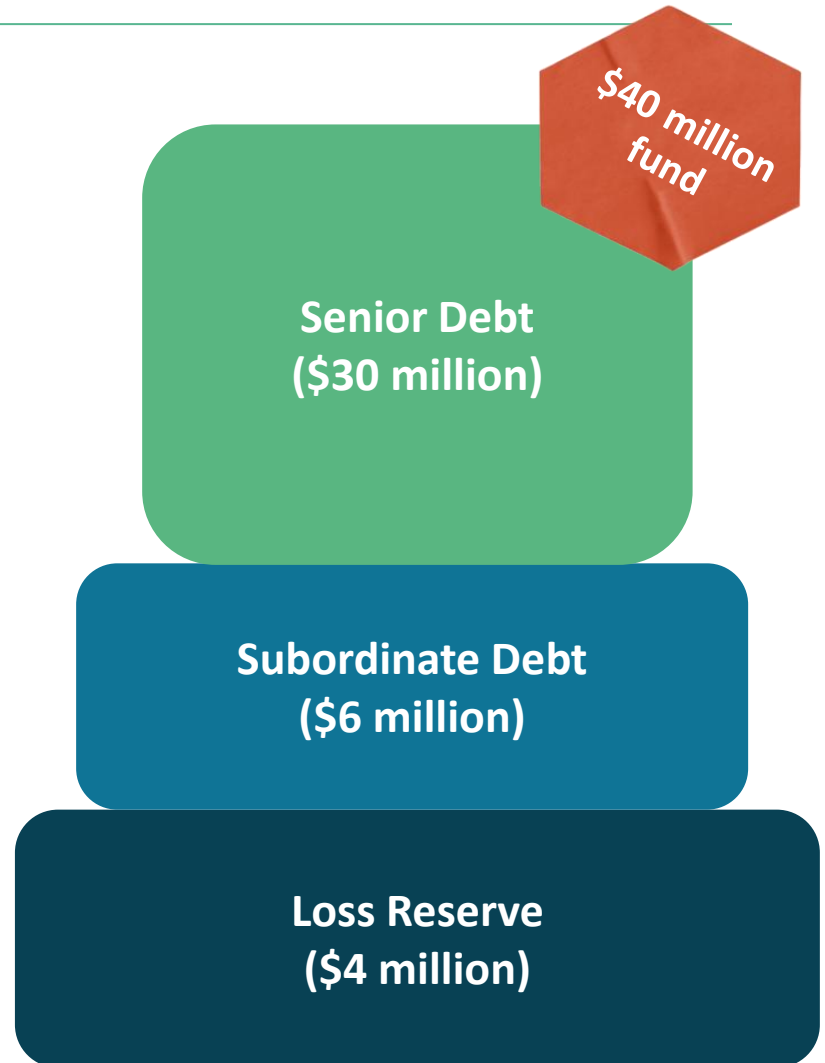 $40 million
fund
Senior Debt
($30 million)
Subordinate Debt
($6 million)
Loss Reserve
($4 million)